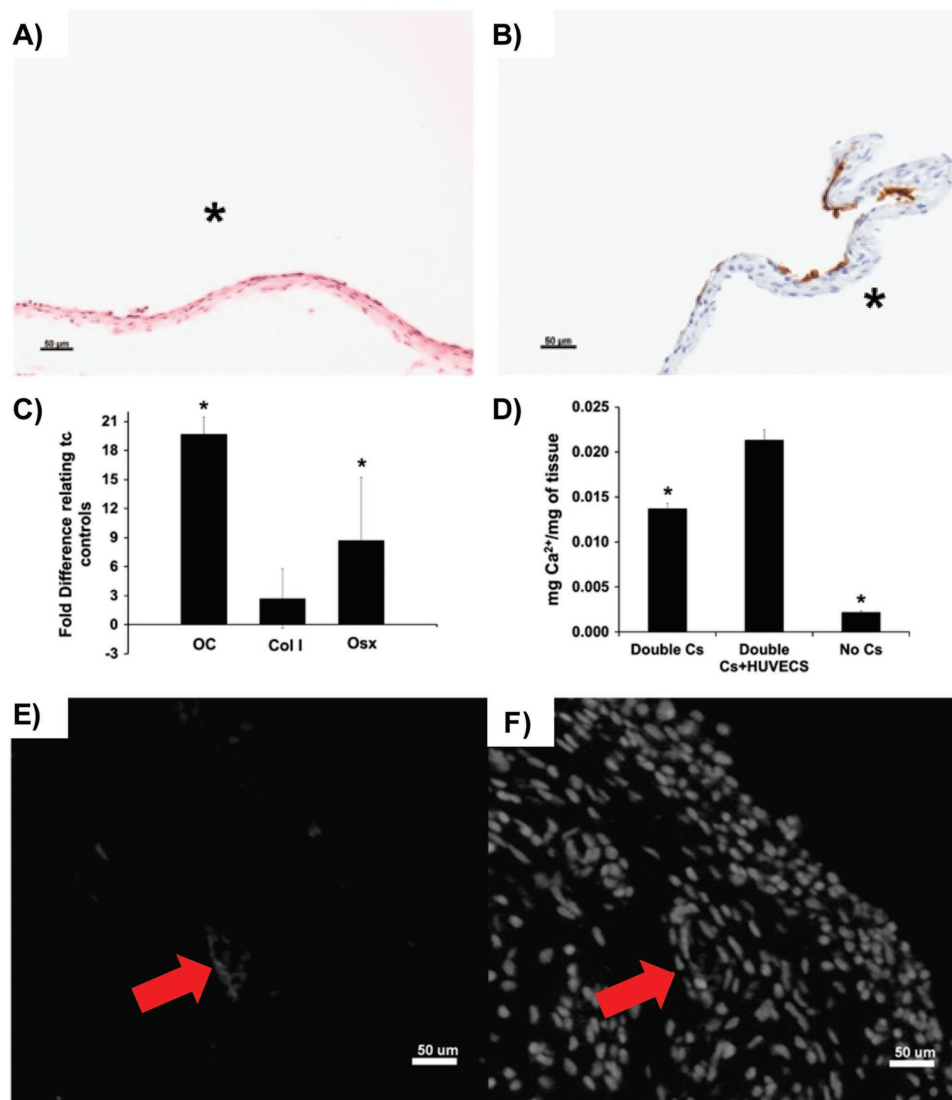 A)
B)
*
*
50 µm
50 µm
C)
D)
Fold Difference relating tc
controls
21
18
15
12
9
6
3
0
-3
*
*
OC
Col I
Osx
mg Ca²⁺/mg of tissue
0.025
0.020
0.015
0.010
0.005
0.000
*
*
Double Cs
Double
Cs+HUVECS
No Cs
E)
F)
50 um
50 um